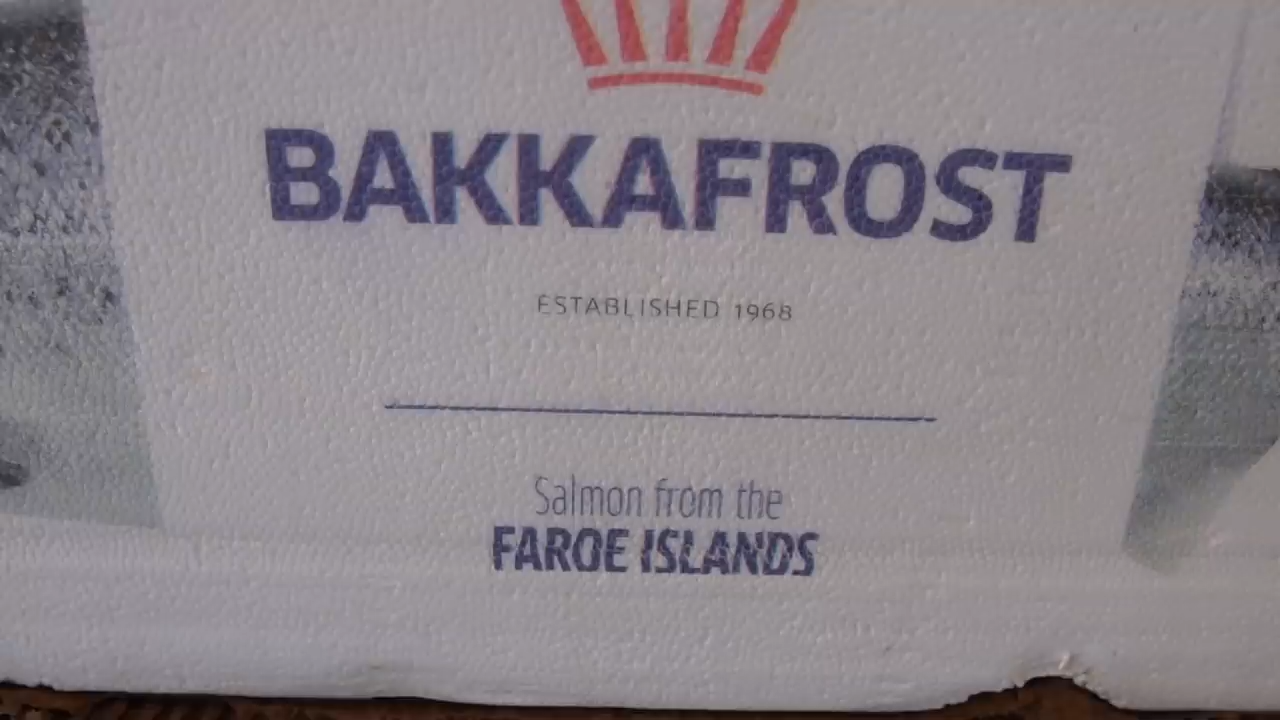 BAKKAFROST
ESTABLISHED 1968
Salmon from the
FAROE ISLANDS